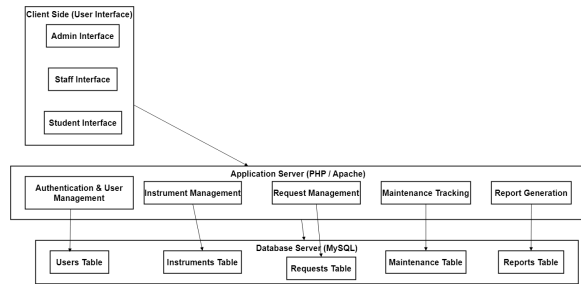 Client Side (User Interface)
Admin Interface
Staff Interface
Student Interface
Application Server (PHP / Apache)
Authentication & User
Management
Instrument Management
Request Management
Maintenance Tracking
Report Generation
Database Server (MySQL)
Users Table
Instruments Table
Requests Table
Maintenance Table
Reports Table